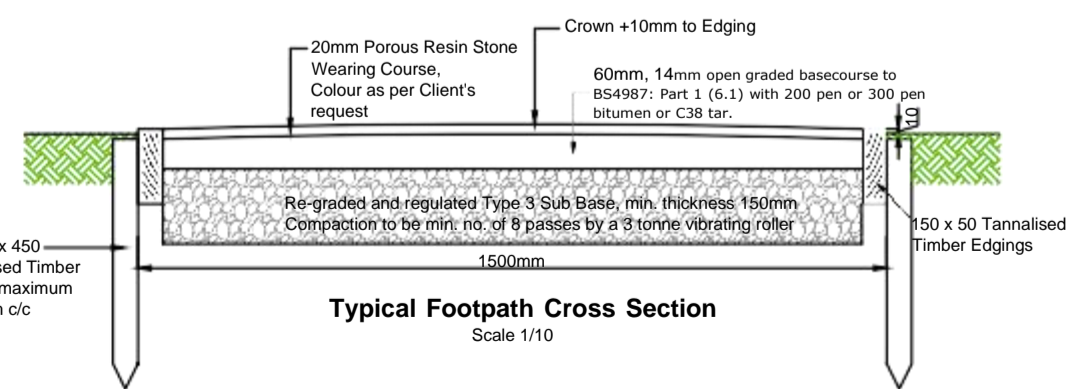 Crown +10mm to Edging
20mm Porous Resin Stone
Wearing Course,
Colour as per Client's
request
60mm, 14mm open graded basecourse to
BS4987: Part 1 (6.1) with 200 pen or 300 pen
bitumen or C38 tar.
10
Re-graded and regulated Type 3 Sub Base, min. thickness 150mm
Compaction to be min. no. of 8 passes by a 3 tonne vibrating roller
150 x 50 Tannalised
Timber Edgings
x 450
sed Timber
maximum
c/c
1500mm
Typical Footpath Cross Section
Scale 1/10